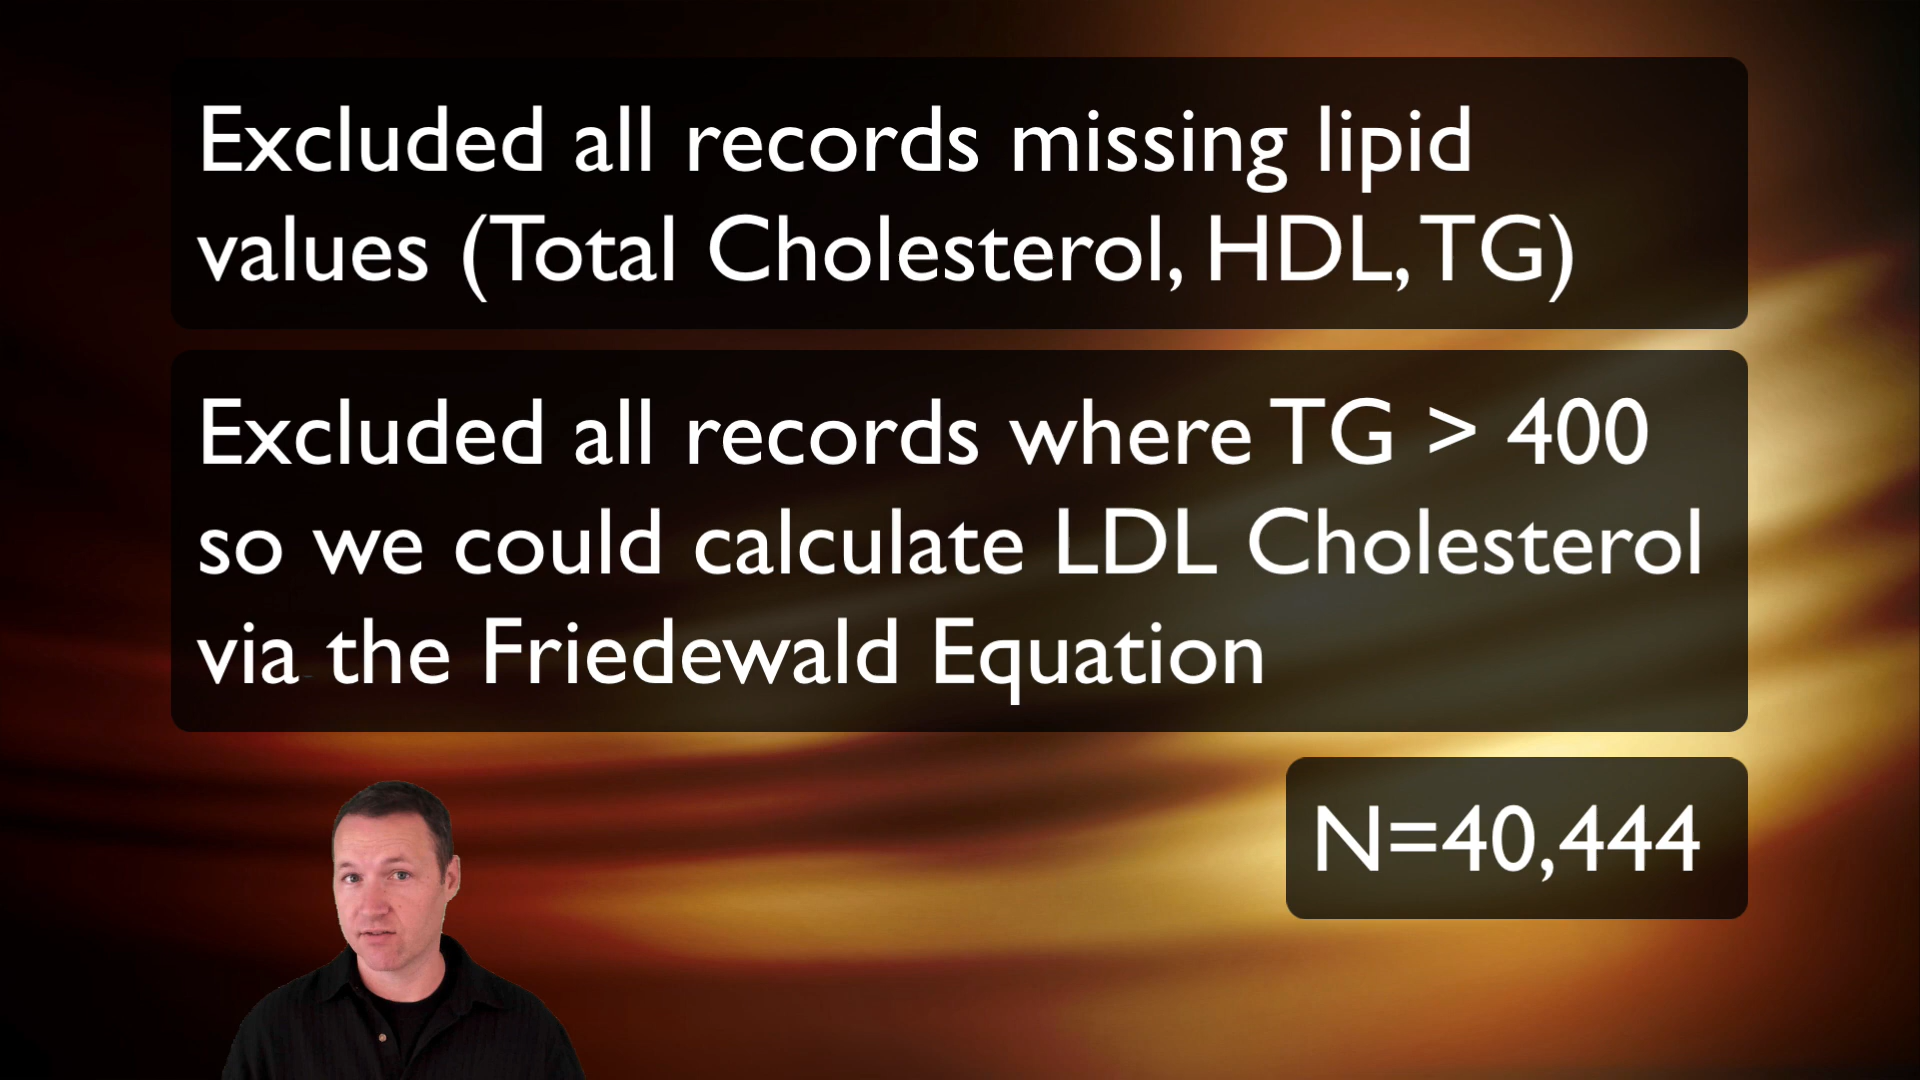 Excluded all records missing lipid
values (Total Cholesterol, HDL, TG)
Excluded all records where TG > 400
so we could calculate LDL Cholesterol
via the Friedewald Equation
N=40,444